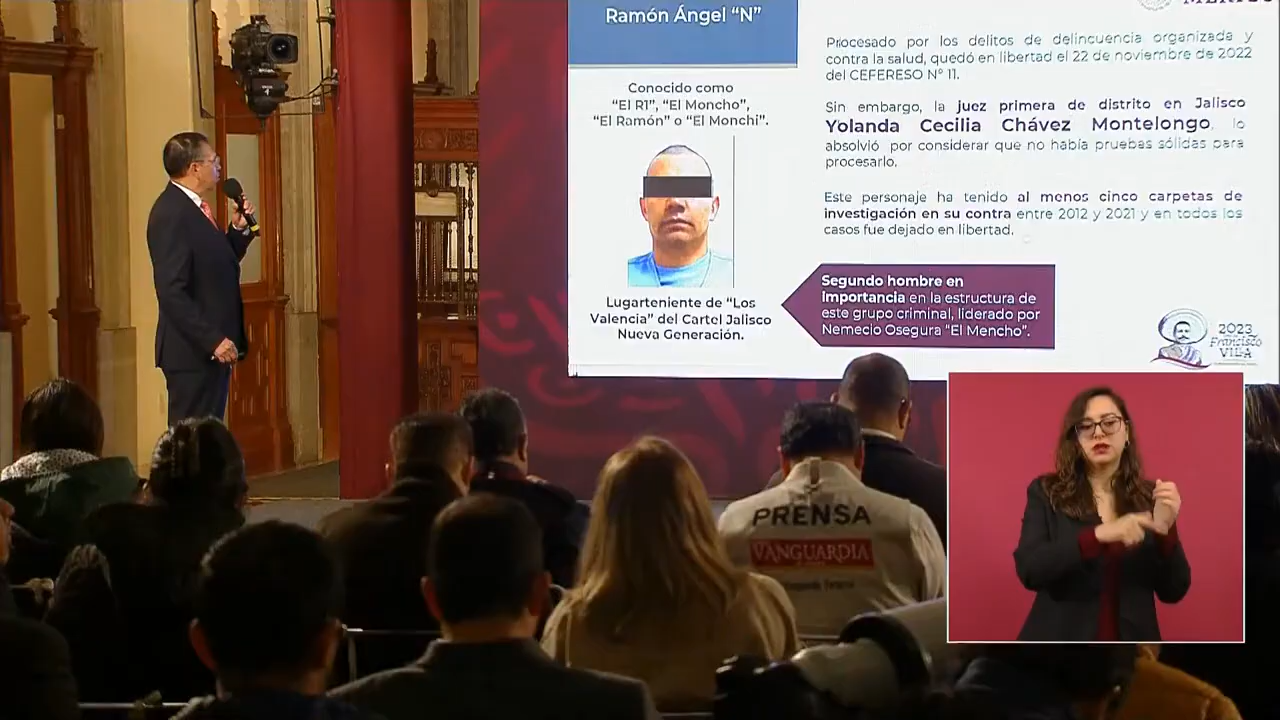 Ramón Ángel “N”
MÉXICO
Conocido como
“El R1”, “El Moncho”,
“El Ramón” o “El Monchi”.
Lugarteniente de “Los
Valencia” del Cartel Jalisco
Nueva Generación.
Procesado por los delitos de delincuencia organizada y
contra la salud, quedó en libertad el 22 de noviembre de 2022
del CEFERESO N° 11.
Sin embargo, la juez primera de distrito en Jalisco
Yolanda Cecilia Chávez Montelongo, lo
absolvió por considerar que no había pruebas sólidas para
procesarlo.
Este personaje ha tenido al menos cinco carpetas de
investigación en su contra entre 2012 y 2021 y en todos los
casos fue dejado en libertad.
Segundo hombre en
importancia en la estructura de
este grupo criminal, liderado por
Nemecio Osegura “El Mencho”.
2023
Francisco
VILLA
PRENSA
VANGUARDIA